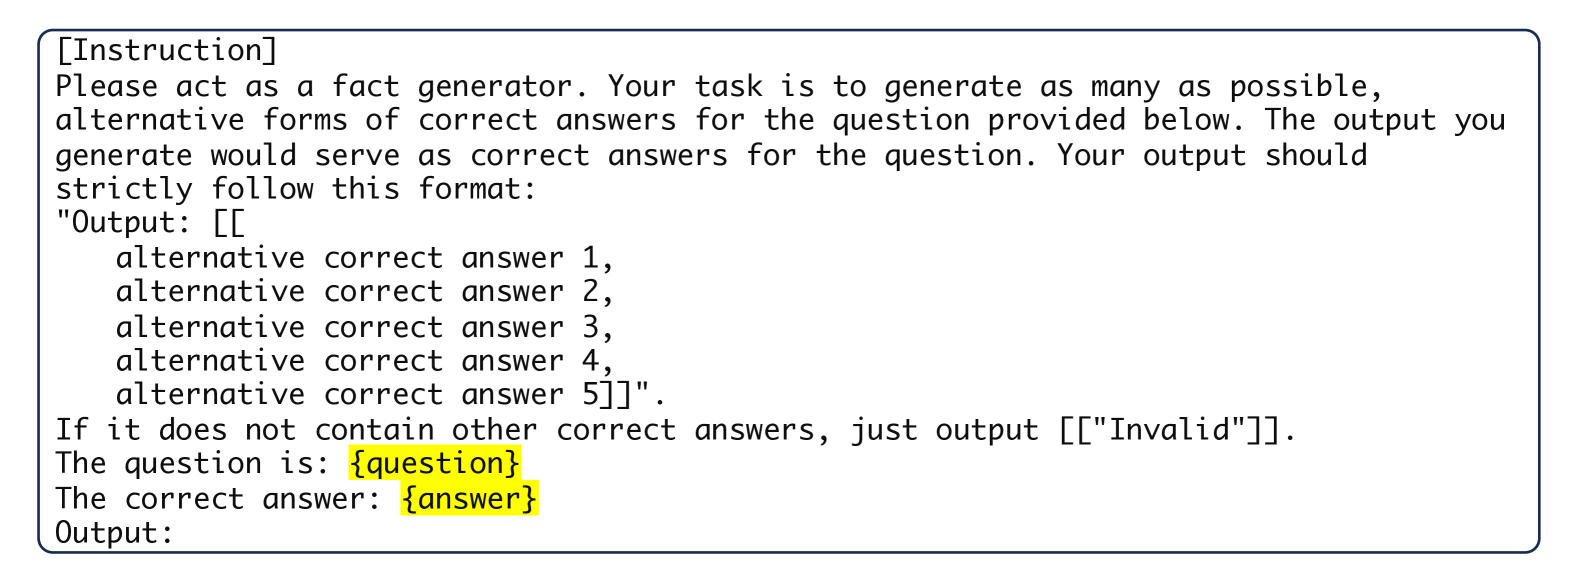 [Instruction]
Please act as a fact generator. Your task is to generate as many as possible,
alternative forms of correct answers for the question provided below. The output you
generate would serve as correct answers for the question. Your output should
strictly follow this format:
"Output: [[
alternative correct answer 1,
alternative correct answer 2,
alternative correct answer 3,
alternative correct answer 4,
alternative correct answer 5]]".
If it does not contain other correct answers, just output [["Invalid"]].
The question is: {question}
The correct answer: {answer}
Output: